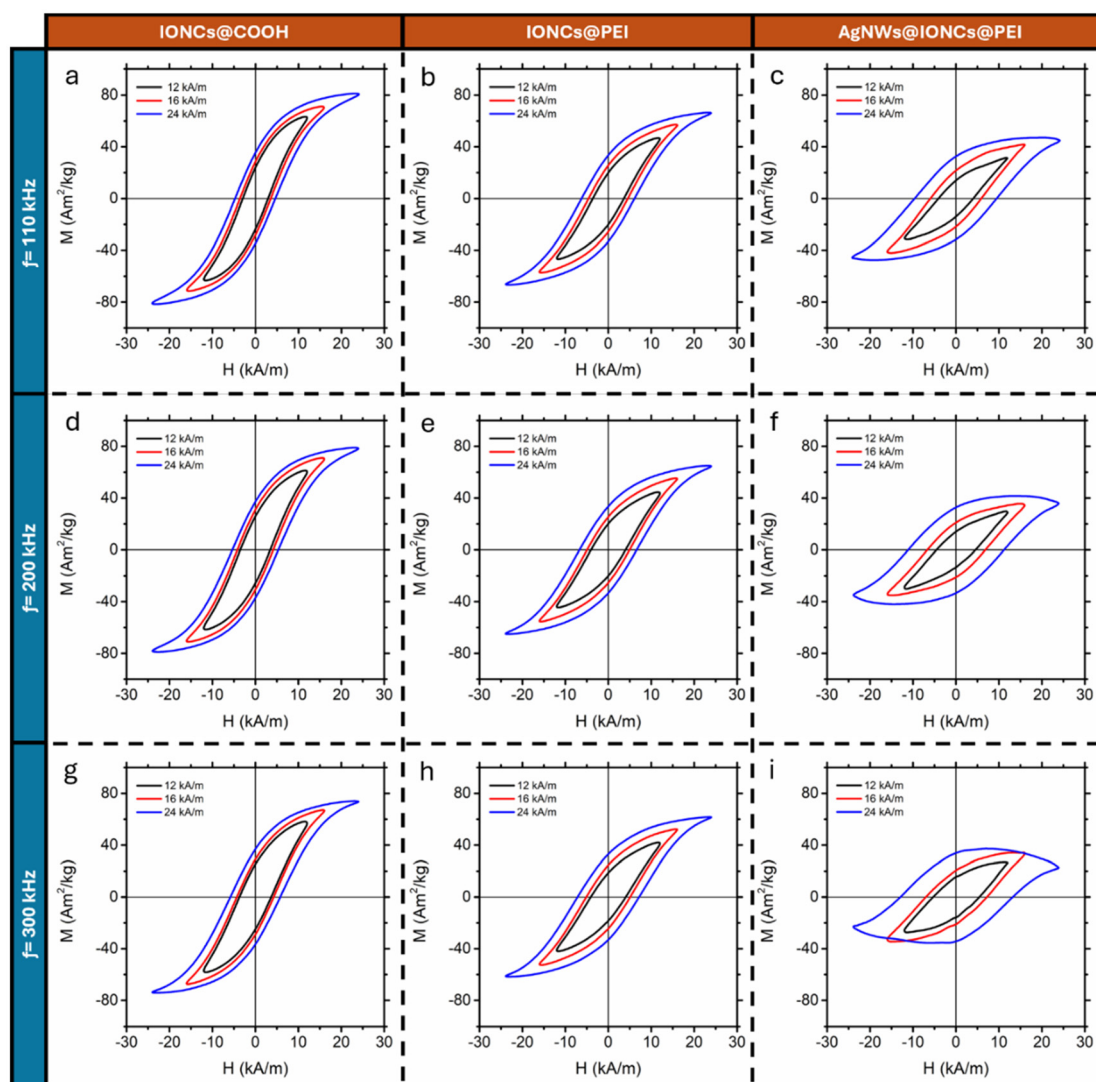 IONCs@COOH
IONCs@PEI
AgNWs@IONCs@PEI
ƒ= 110 kHz
a
12 kA/m
16 kA/m
24 kA/m
80
40
0
-40
-80
M (Am²/kg)
-30 -20 -10 0 10 20 30
H (kA/m)
b
12 kA/m
16 kA/m
24 kA/m
80
40
0
-40
-80
M (Am²/kg)
-30 -20 -10 0 10 20 30
H (kA/m)
c
12 kA/m
16 kA/m
24 kA/m
80
40
0
-40
-80
M (Am²/kg)
-30 -20 -10 0 10 20 30
H (kA/m)
ƒ= 200 kHz
d
12 kA/m
16 kA/m
24 kA/m
80
40
0
-40
-80
M (Am²/kg)
-30 -20 -10 0 10 20 30
H (kA/m)
e
12 kA/m
16 kA/m
24 kA/m
80
40
0
-40
-80
M (Am²/kg)
-30 -20 -10 0 10 20 30
H (kA/m)
f
12 kA/m
16 kA/m
24 kA/m
80
40
0
-40
-80
M (Am²/kg)
-30 -20 -10 0 10 20 30
H (kA/m)
ƒ= 300 kHz
g
12 kA/m
16 kA/m
24 kA/m
80
40
0
-40
-80
M (Am²/kg)
-30 -20 -10 0 10 20 30
H (kA/m)
h
12 kA/m
16 kA/m
24 kA/m
80
40
0
-40
-80
M (Am²/kg)
-30 -20 -10 0 10 20 30
H (kA/m)
i
12 kA/m
16 kA/m
24 kA/m
80
40
0
-40
-80
M (Am²/kg)
-30 -20 -10 0 10 20 30
H (kA/m)